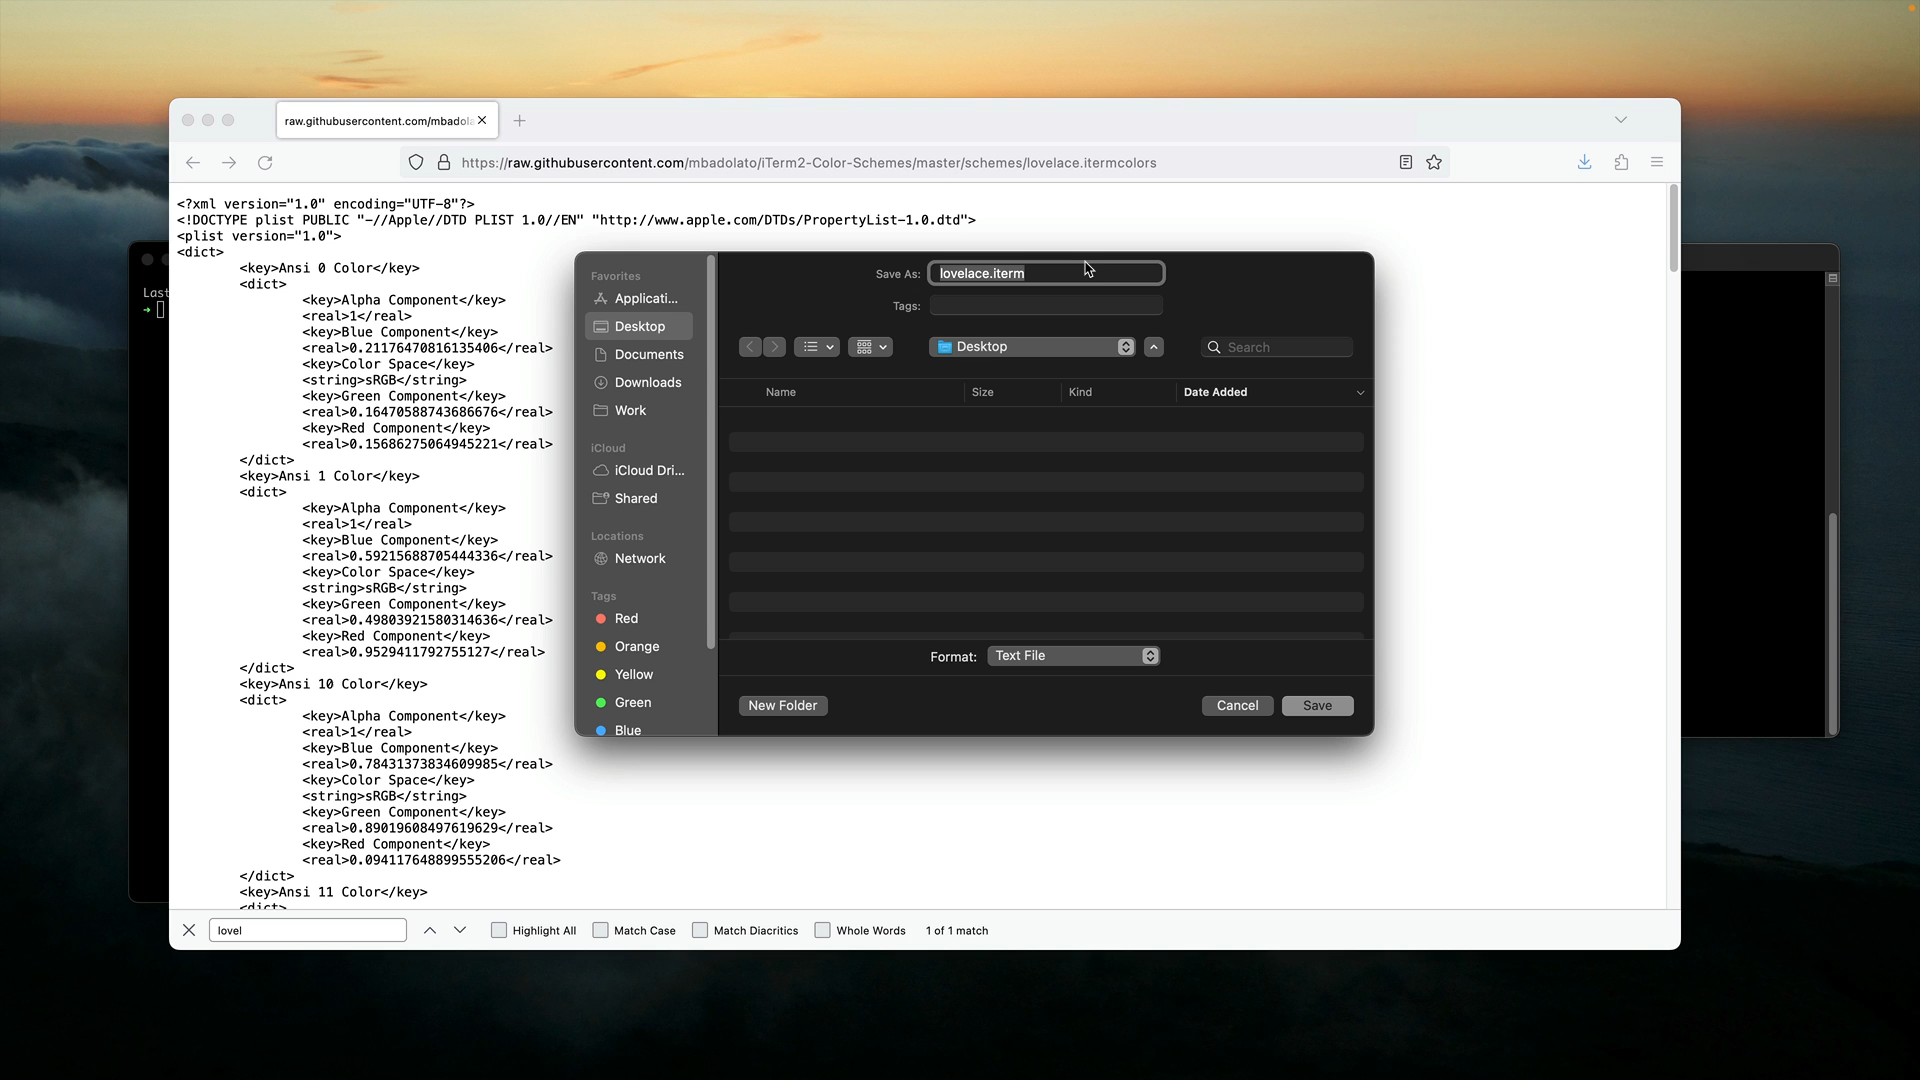 raw.githubusercontent.com/mbadola
https://raw.githubusercontent.com/mbadolato/iTerm2-Color-Schemes/master/schemes/lovelace.itermcolors
<?xml version="1.0" encoding="UTF-8"?>
<!DOCTYPE plist PUBLIC "-//Apple//DTD PLIST 1.0//EN" "http://www.apple.com/DTDs/PropertyList-1.0.dtd">
<plist version="1.0">
<dict>
<key>Ansi 0 Color</key>
<dict>
<key>Alpha Component</key>
<real>1</real>
<key>Blue Component</key>
<real>0.21176470816135406</real>
<key>Color Space</key>
<string>sRGB</string>
<key>Green Component</key>
<real>0.16470588743686676</real>
<key>Red Component</key>
<real>0.15686275064945221</real>
</dict>
<key>Ansi 1 Color</key>
<dict>
<key>Alpha Component</key>
<real>1</real>
<key>Blue Component</key>
<real>0.59215688705444336</real>
<key>Color Space</key>
<string>sRGB</string>
<key>Green Component</key>
<real>0.49803921580314636</real>
<key>Red Component</key>
<real>0.9529411792755127</real>
</dict>
<key>Ansi 10 Color</key>
<dict>
<key>Alpha Component</key>
<real>1</real>
<key>Blue Component</key>
<real>0.78431373834609985</real>
<key>Color Space</key>
<string>sRGB</string>
<key>Green Component</key>
<real>0.89019608497619629</real>
<key>Red Component</key>
<real>0.094117648899555206</real>
</dict>
<key>Ansi 11 Color</key>
<dict>
Last
Favorites
Applicati...
Desktop
Documents
Downloads
Work
iCloud
iCloud Dri...
Shared
Locations
Network
Tags
Red
Orange
Yellow
Green
Blue
Save As: lovelace.iterm
Tags:
Desktop
Search
Name Size Kind Date Added
Format: Text File
New Folder Cancel Save
lovel Highlight All Match Case Match Diacritics Whole Words 1 of 1 match